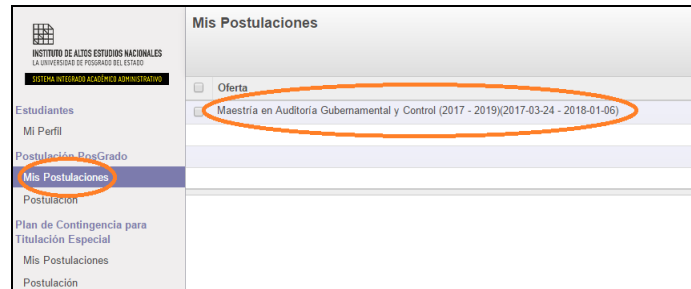 INSTITUTO DE ALTOS ESTUDIOS NACIONALES
LA UNIVERSIDAD DE POSGRADO DEL ESTADO
SISTEMA INTEGRADO ACADÉMICO ADMINISTRATIVO
Estudiantes
Mi Perfil
Postulación PosGrado
Mis Postulaciones
Postulación
Plan de Contingencia para
Titulación Especial
Mis Postulaciones
Postulación
Mis Postulaciones
Oferta
Maestría en Auditoría Gubernamental y Control (2017 - 2019)(2017-03-24 - 2018-01-06)